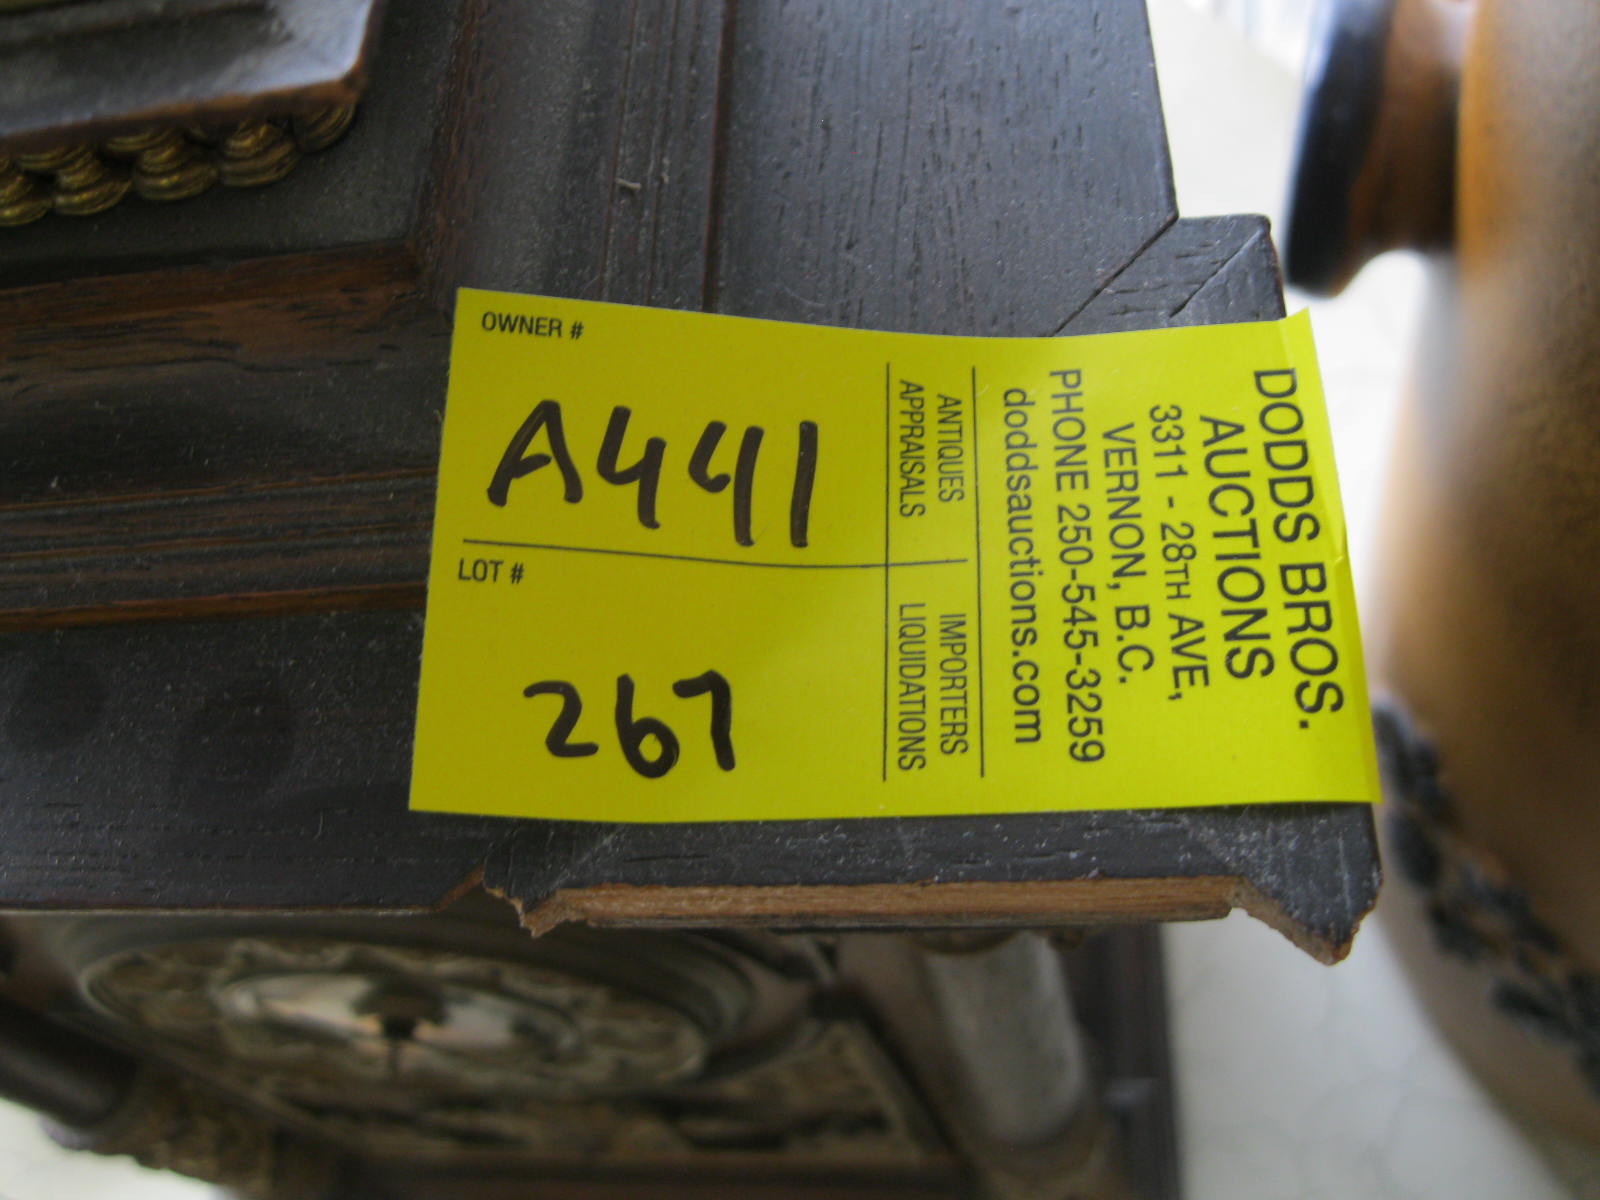 OWNER #
A441
LOT #
267
DODDS BROS.
AUCTIONS
3311 - 28TH AVE,
VERNON, B.C.
PHONE 250-545-3259
doddsauctions.com
ANTIQUES IMPORTERS
APPRAISALS LIQUIDATIONS